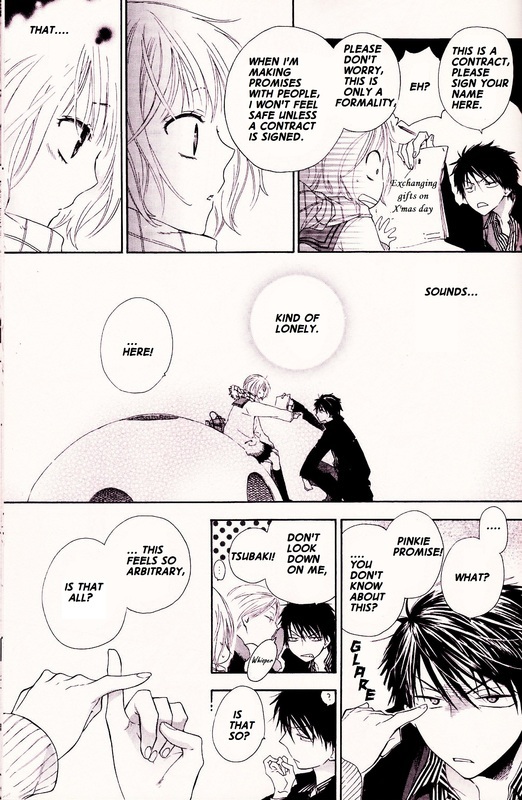 THIS IS A
CONTRACT,
PLEASE
SIGN YOUR
NAME
HERE.
EH?
PLEASE
DON'T
WORRY,
THIS IS
ONLY A
FORMALITY,
Exchanging
gifts on
X'mas day
WHEN I'M
MAKING
PROMISES
WITH PEOPLE,
I WON'T FEEL
SAFE UNLESS
A CONTRACT
IS SIGNED.
THAT....
SOUNDS...
KIND OF
LONELY.
...
HERE!
....
WHAT?
PINKIE
PROMISE!
....
YOU
DON'T
KNOW
ABOUT
THIS?
GLARE
DON'T
LOOK
DOWN
ON ME,
TSUBAKI!
...
Whisper
?
IS
THAT
SO?
... THIS
FEELS SO
ARBITRARY,
IS THAT
ALL?